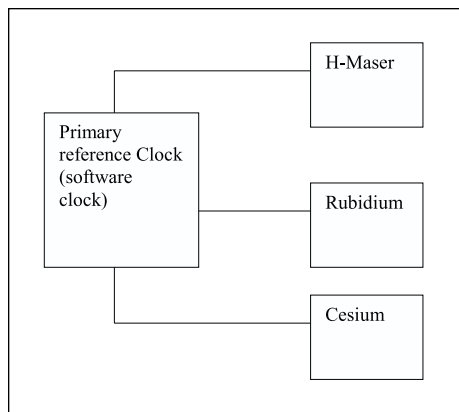 H-Maser
Primary
reference Clock
(software
clock)
Rubidium
Cesium